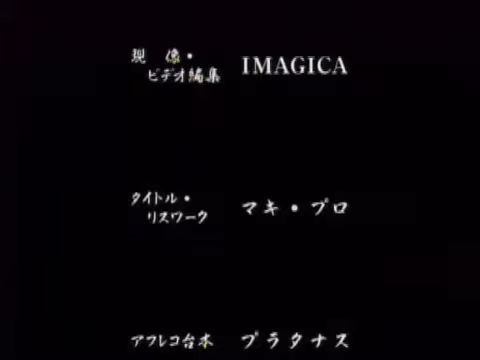 現　像・
ビデオ編集　IMAGICA
タイトル・
リスワーク　マキ・プロ
アフレコ台本　プラタナス